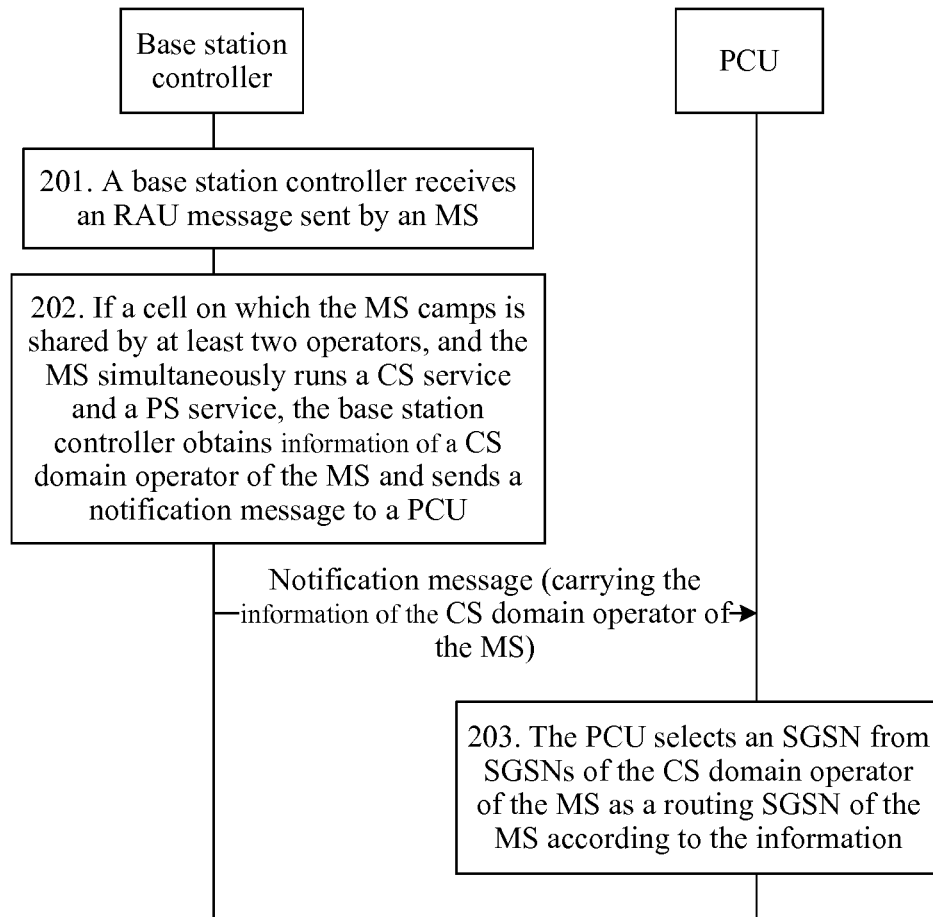 Base station
controller
PCU
201. A base station controller receives
an RAU message sent by an MS
202. If a cell on which the MS camps is
shared by at least two operators, and the
MS simultaneously runs a CS service
and a PS service, the base station
controller obtains information of a CS
domain operator of the MS and sends a
notification message to a PCU
Notification message (carrying the
information of the CS domain operator of
the MS)
203. The PCU selects an SGSN from
SGSNs of the CS domain operator
of the MS as a routing SGSN of the
MS according to the information